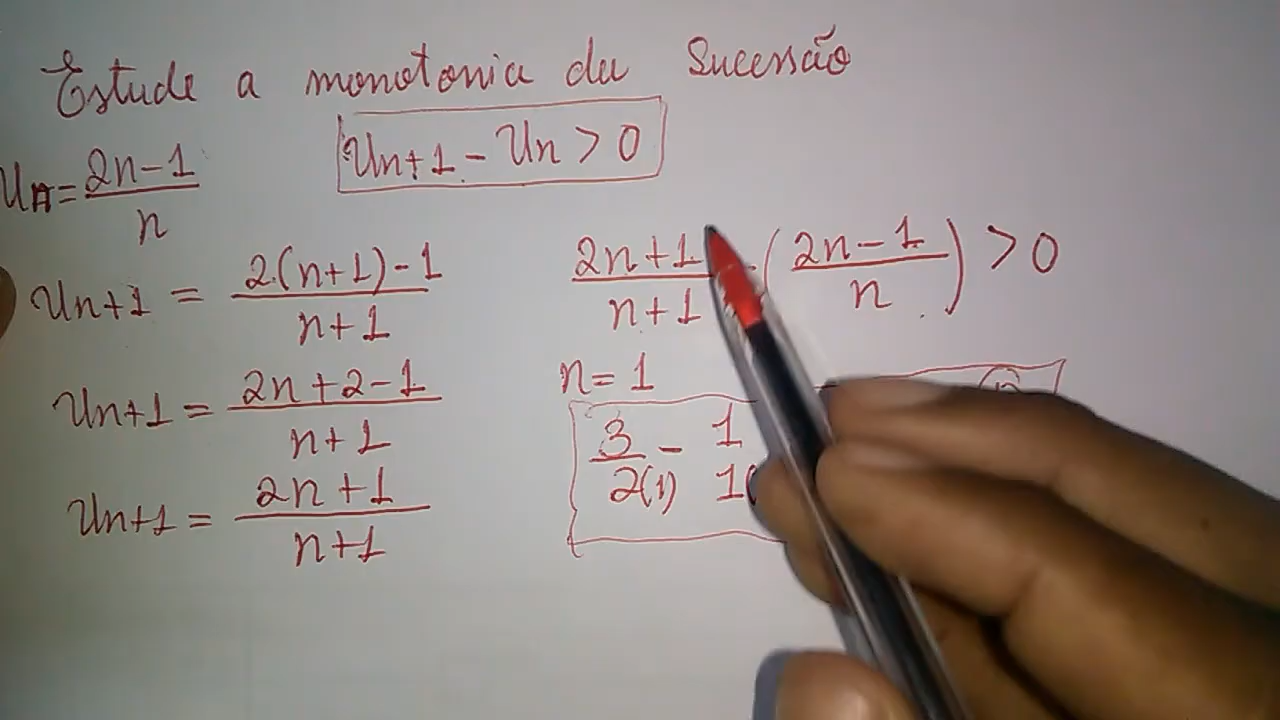 Estude a monotonia da Sucessão
Un = 2n-1 / n
Un+1 - Un > 0
Un+1 = 2.(n+1)-1 / n+1
Un+1 = 2n+2-1 / n+1
Un+1 = 2n+1 / n+1
2n+1 / n+1 - (2n-1 / n) > 0
n=1
3 / 2(1) - 1 / 1(